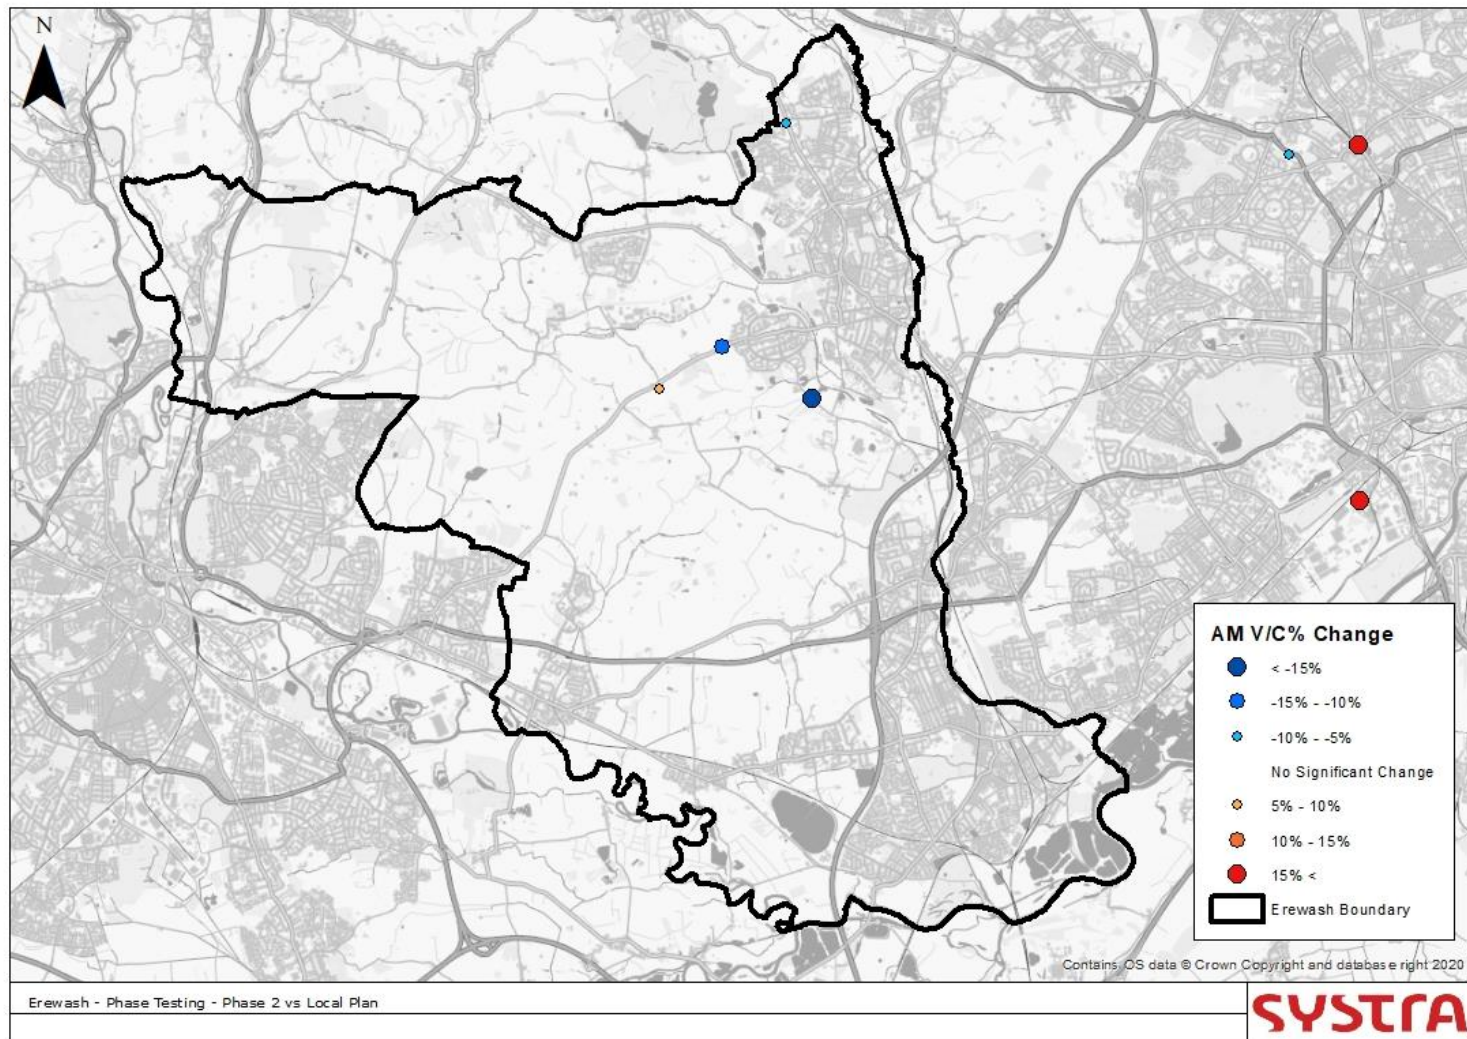 N
AM V/C% Change
< -15%
-15% - -10%
-10% - -5%
No Significant Change
5% - 10%
10% - 15%
15% <
Erewash Boundary
Contains OS data © Crown Copyright and database right 2020
Erewash - Phase Testing - Phase 2 vs Local Plan
SYSTRA